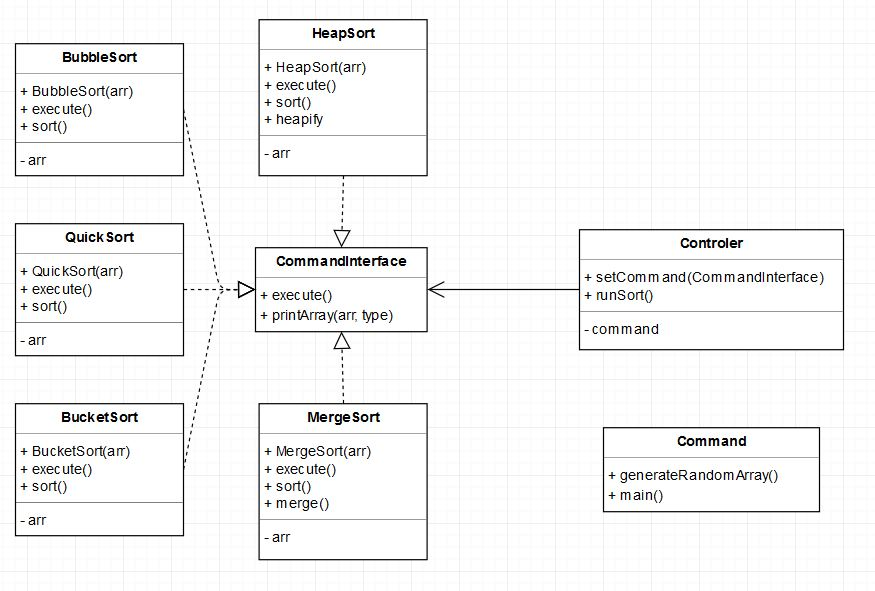 BubbleSort
+ BubbleSort(arr)
+ execute()
+ sort()
- arr
HeapSort
+ HeapSort(arr)
+ execute()
+ sort()
+ heapify
- arr
QuickSort
+ QuickSort(arr)
+ execute()
+ sort()
- arr
CommandInterface
+ execute()
+ printArray(arr, type)
Controler
+ setCommand(CommandInterface)
+ runSort()
- command
BucketSort
+ BucketSort(arr)
+ execute()
+ sort()
- arr
MergeSort
+ MergeSort(arr)
+ execute()
+ sort()
+ merge()
- arr
Command
+ generateRandomArray()
+ main()